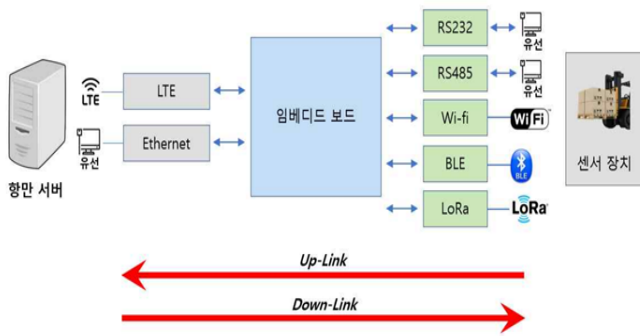 항만 서버
LTE
유선
LTE
Ethernet
임베디드 보드
RS232
RS485
Wi-fi
BLE
LoRa
유선
유선
WiFi
BLE
LoRa
센서 장치
Up-Link
Down-Link